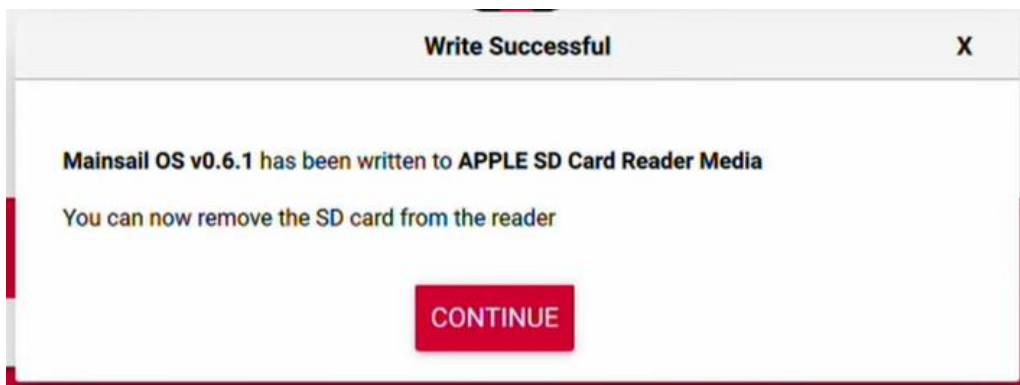 Write Successful X
Mainsail OS v0.6.1 has been written to APPLE SD Card Reader Media
You can now remove the SD card from the reader
CONTINUE